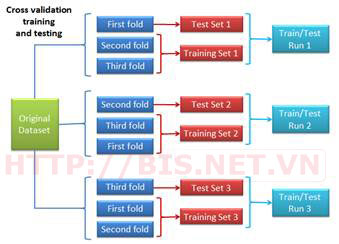 Cross validation
training
and testing
First fold
Test Set 1
Second fold
Training Set 1
Third fold
Train/Test
Run 1
Original
Dataset
Second fold
Test Set 2
Third fold
Training Set 2
First fold
Train/Test
Run 2
HTTP://BIS.NET.VN
Third fold
Test Set 3
First fold
Training Set 3
Second fold
Train/Test
Run 3